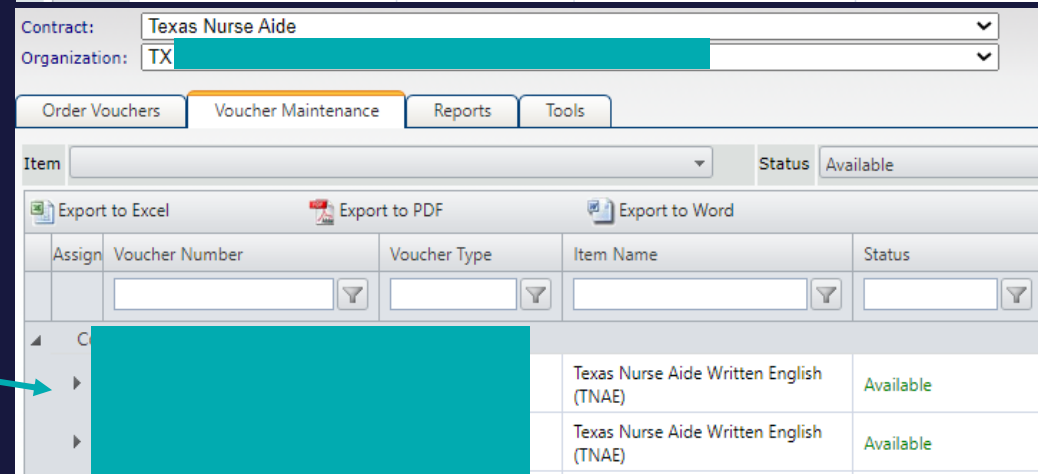 Contract: Texas Nurse Aide
Organization: TX
Order Vouchers Voucher Maintenance Reports Tools
Item Status Available
Export to Excel Export to PDF Export to Word
Assign Voucher Number Voucher Type Item Name Status
Texas Nurse Aide Written English
(TNAE) Available
Texas Nurse Aide Written English
(TNAE) Available